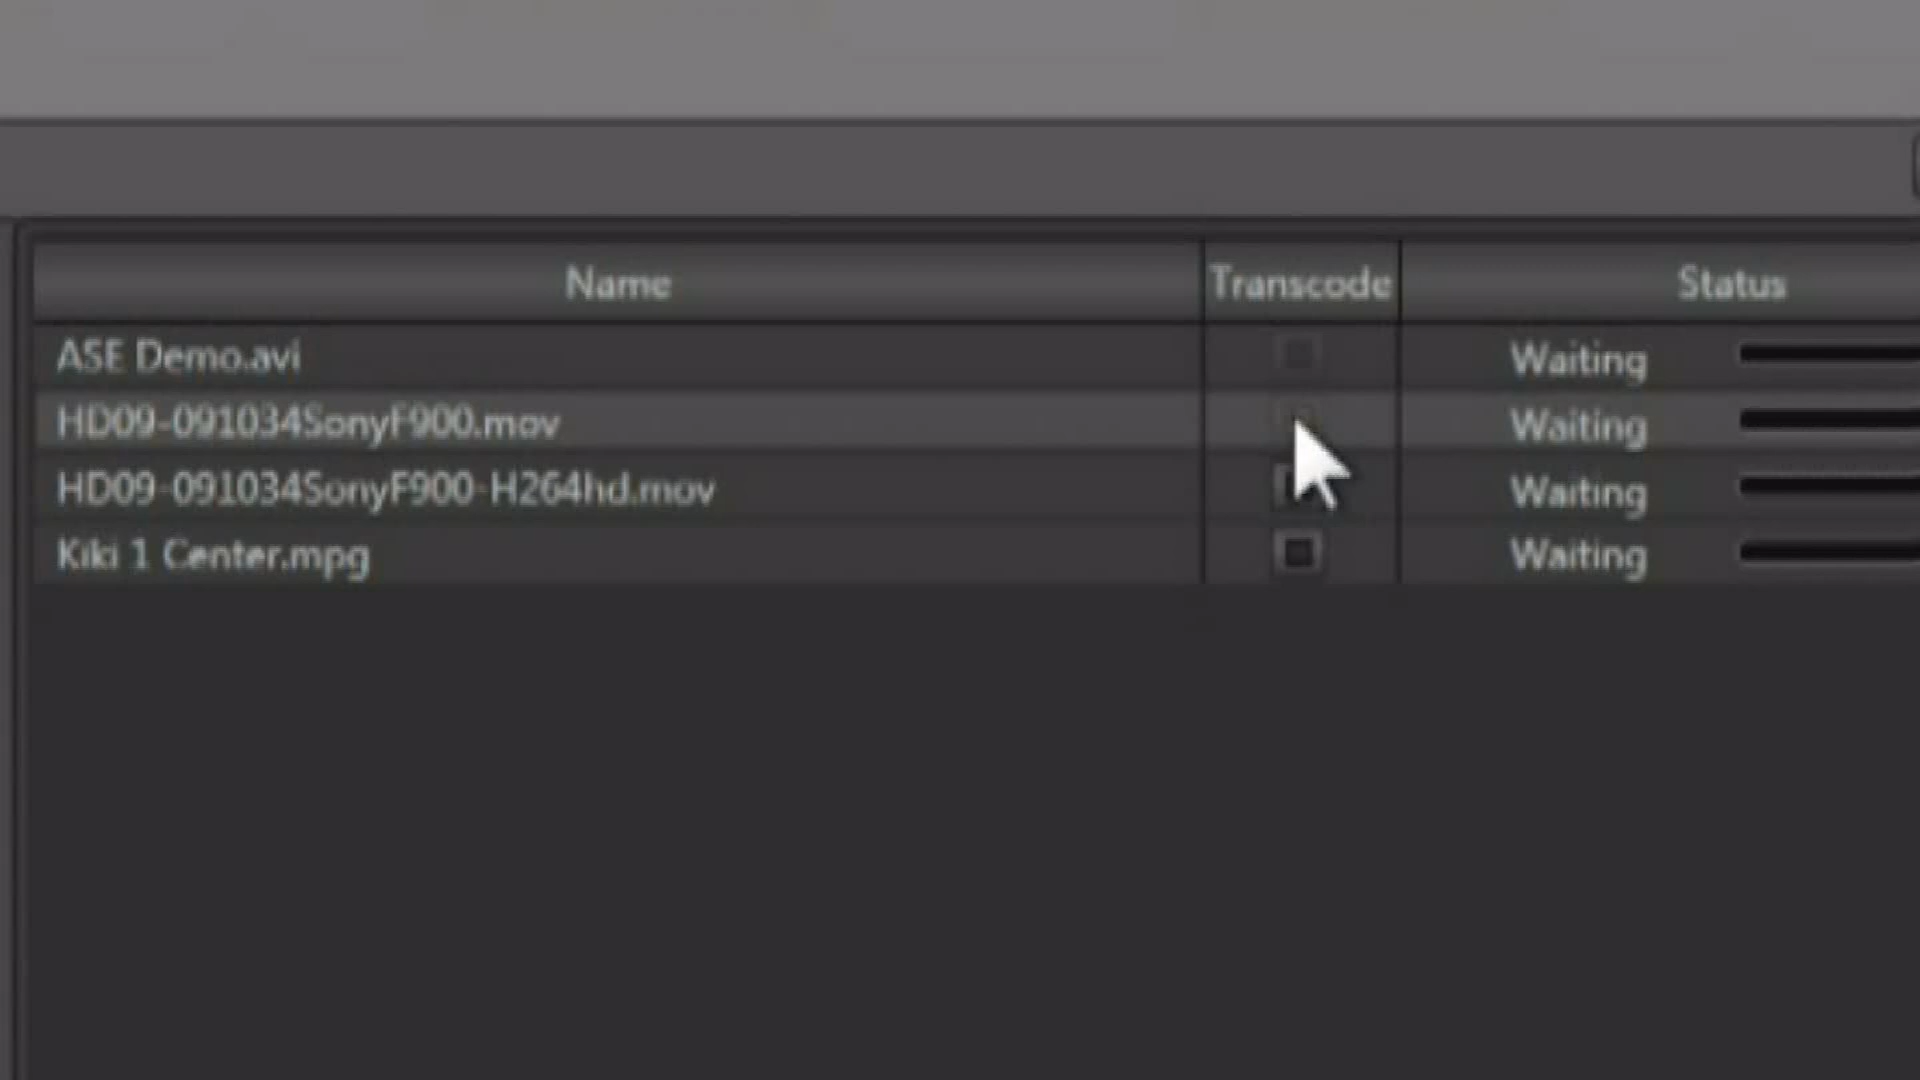 Name Transcode Status
ASE Demo.avi Waiting
HD09-091034SonyF900.mov Waiting
HD09-091034SonyF900-H264hd.mov Waiting
Kiki 1 Center.mpg Waiting